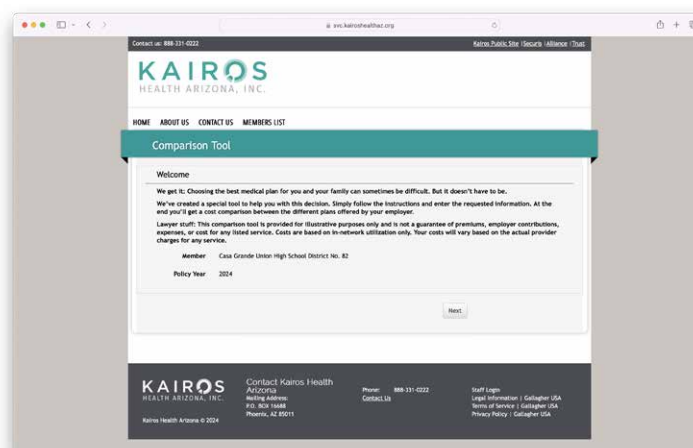 svc.kairoshealthaz.org
Contact us: 888-331-0222
Kairos Public Site | Securis | Alliance | Trust
KAIROS
HEALTH ARIZONA, INC.
HOME ABOUT US CONTACT US MEMBERS LIST
Comparison Tool
Welcome
We get it: Choosing the best medical plan for you and your family can sometimes be difficult. But it doesn't have to be.
We've created a special tool to help you with this decision. Simply follow the instructions and enter the requested information. At the
end you'll get a cost comparison between the different plans offered by your employer.
Lawyer stuff: This comparison tool is provided for illustrative purposes only and is not a guarantee of premiums, employer contributions,
expenses, or cost for any listed service. Costs are based on in-network utilization only. Your costs will vary based on the actual provider
charges for any service.
Member Casa Grande Union High School District No. 82
Policy Year 2024
Next
KAIROS
HEALTH ARIZONA, INC.
Kairos Health Arizona © 2024
Contact Kairos Health
Arizona
Mailing Address:
P.O. BOX 16688
Phoenix, AZ 85011
Phone: 888-331-0222
Contact Us
Staff Login
Legal Information | Gallagher USA
Terms of Service | Gallagher USA
Privacy Policy | Gallagher USA